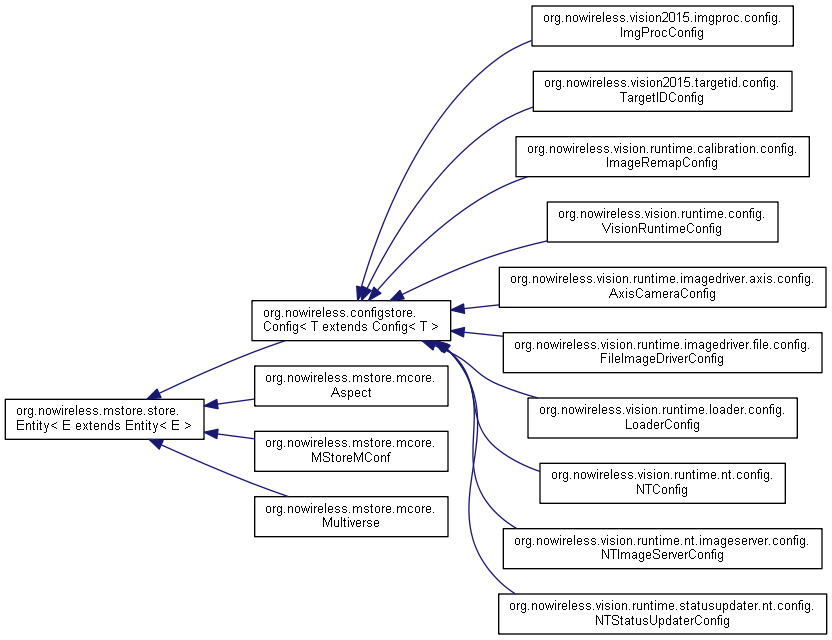 org.nowireless.vision2015.imgproc.config.
ImgProcConfig
org.nowireless.vision2015.targetid.config.
TargetIDConfig
org.nowireless.vision.runtime.calibration.config.
ImageRemapConfig
org.nowireless.vision.runtime.config.
VisionRuntimeConfig
org.nowireless.vision.runtime.imagedriver.axis.config.
AxisCameraConfig
org.nowireless.configstore.
Config< T extends Config< T >
org.nowireless.vision.runtime.imagedriver.file.config.
FileImageDriverConfig
org.nowireless.mstore.mcore.
Aspect
org.nowireless.mstore.store.
Entity< E extends Entity< E >
org.nowireless.vision.runtime.loader.config.
LoaderConfig
org.nowireless.mstore.mcore.
MStoreMConf
org.nowireless.vision.runtime.nt.config.
NTConfig
org.nowireless.mstore.mcore.
Multiverse
org.nowireless.vision.runtime.nt.imageserver.config.
NTImageServerConfig
org.nowireless.vision.runtime.statusupdater.nt.config.
NTStatusUpdaterConfig